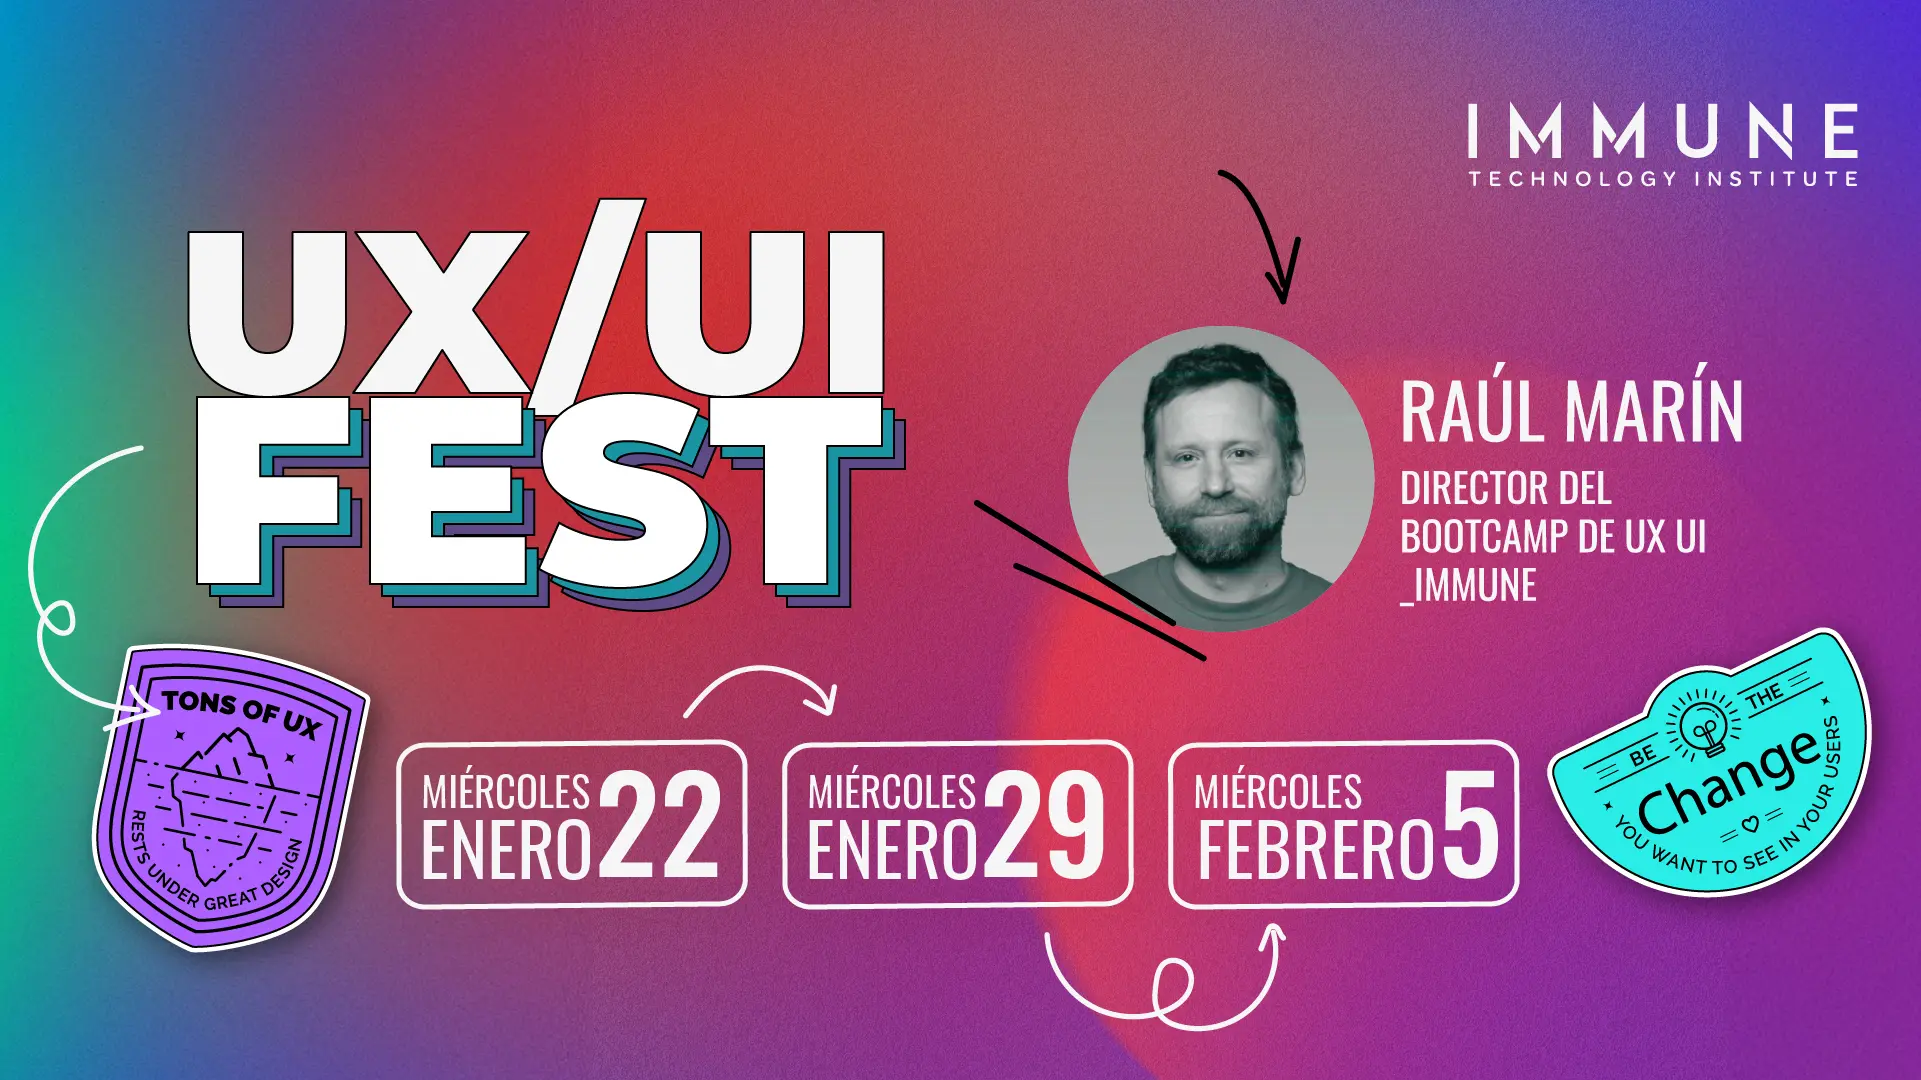 IMMUNE
TECHNOLOGY INSTITUTE
UX/UI
FEST
RAÚL MARÍN
DIRECTOR DEL
BOOTCAMP DE UX UI
_IMMUNE
TONS OF UX
RESTS UNDER GREAT DESIGN
MIÉRCOLES
ENERO 22
MIÉRCOLES
ENERO 29
MIÉRCOLES
FEBRERO 5
BE THE
Change
YOU WANT TO SEE IN YOUR USERS